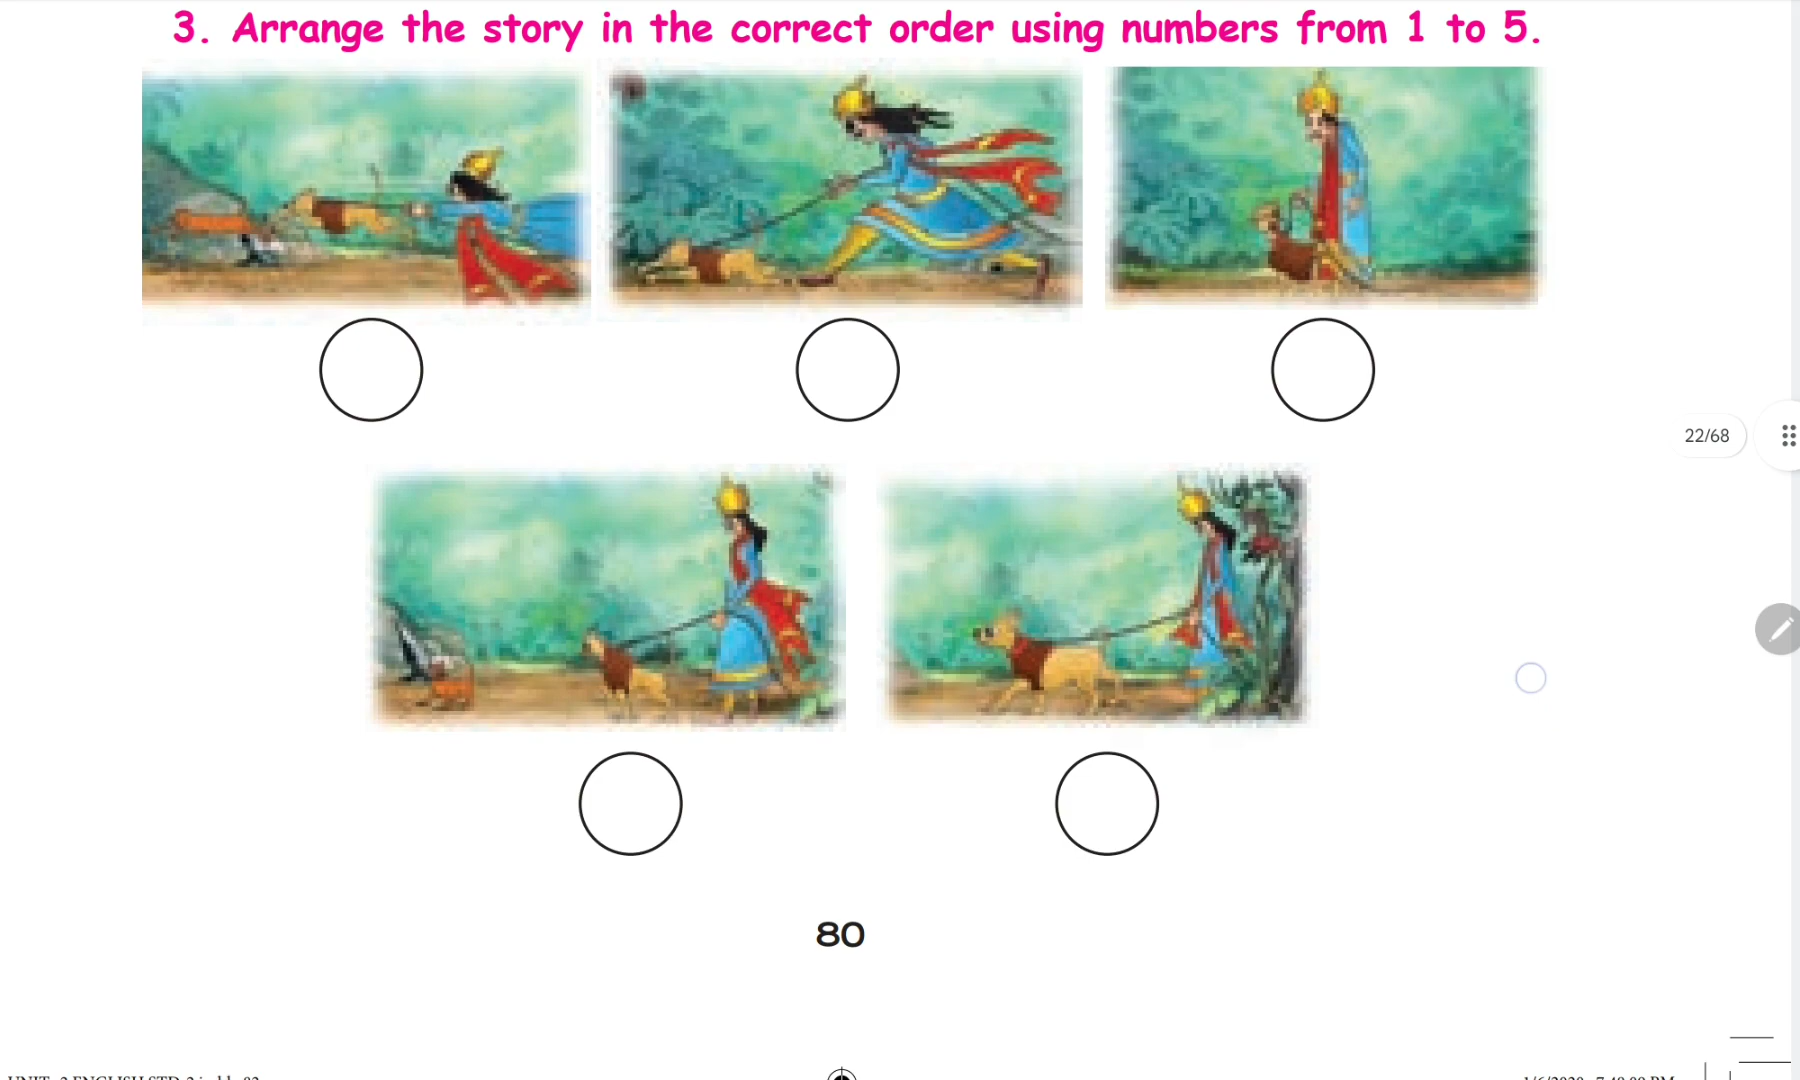 3. Arrange the story in the correct order using numbers from 1 to 5.
22/68
80